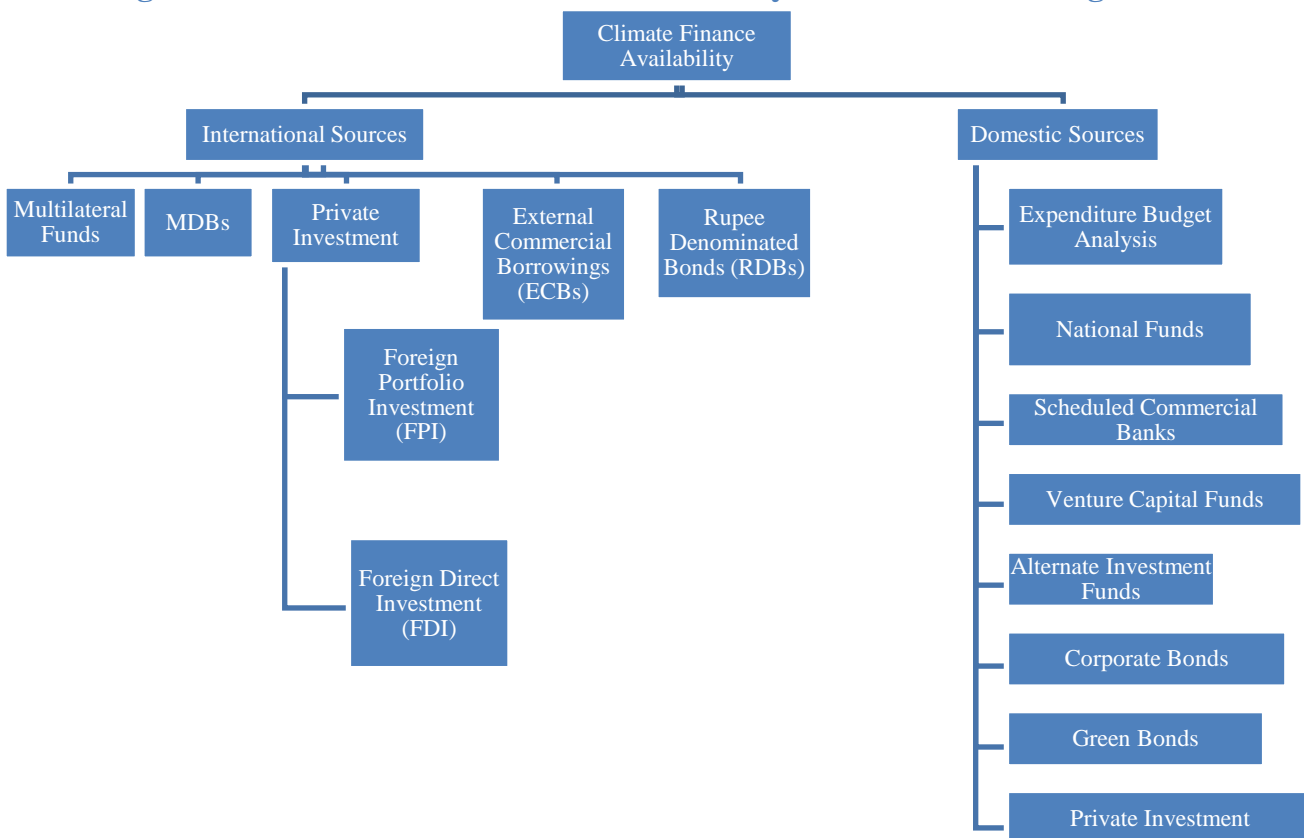 Climate Finance
Availability
International Sources
Domestic Sources
Multilateral
Funds
MDBs
Private
Investment
External
Commercial
Borrowings
(ECBs)
Rupee
Denominated
Bonds (RDBs)
Foreign
Portfolio
Investment
(FPI)
Foreign Direct
Investment
(FDI)
Expenditure Budget
Analysis
National Funds
Scheduled Commercial
Banks
Venture Capital Funds
Alternate Investment
Funds
Corporate Bonds
Green Bonds
Private Investment